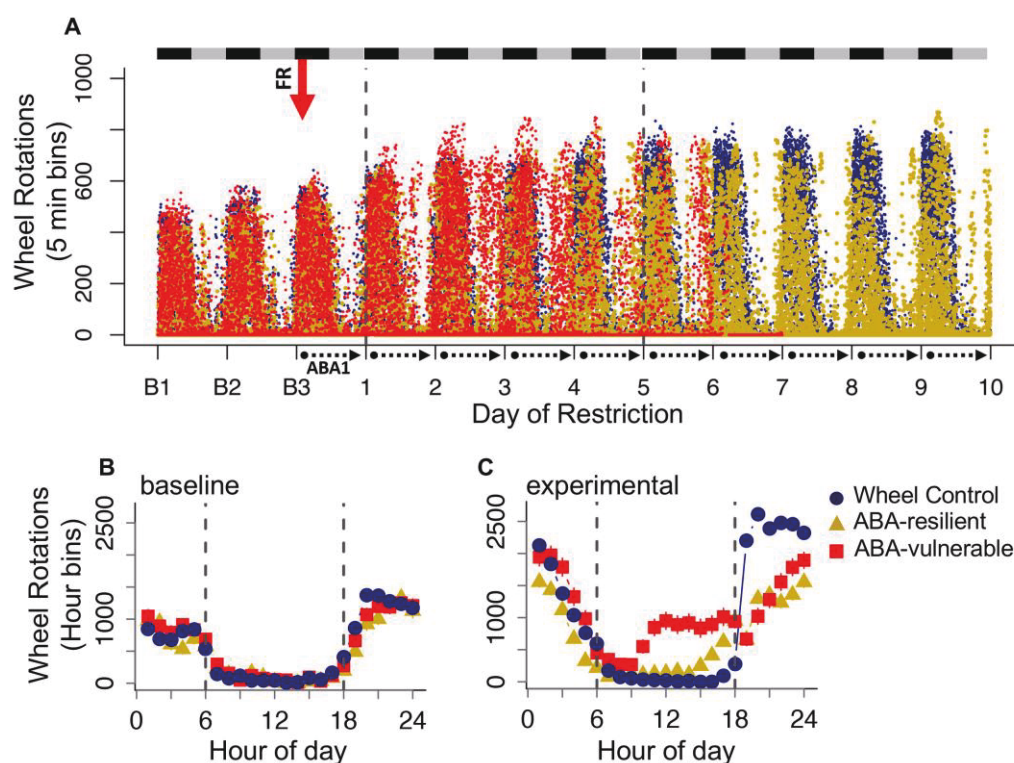 A
FR
Wheel Rotations
(5 min bins)
0 200 600 1000
ABA1
B1 B2 B3 1 2 3 4 5 6 7 8 9 10
Day of Restriction
B
baseline
Wheel Rotations
(Hour bins)
0 1000 2500
0 6 12 18 24
Hour of day
C
experimental
0 1000 2500
0 6 12 18 24
Hour of day
Wheel Control
ABA-resilient
ABA-vulnerable